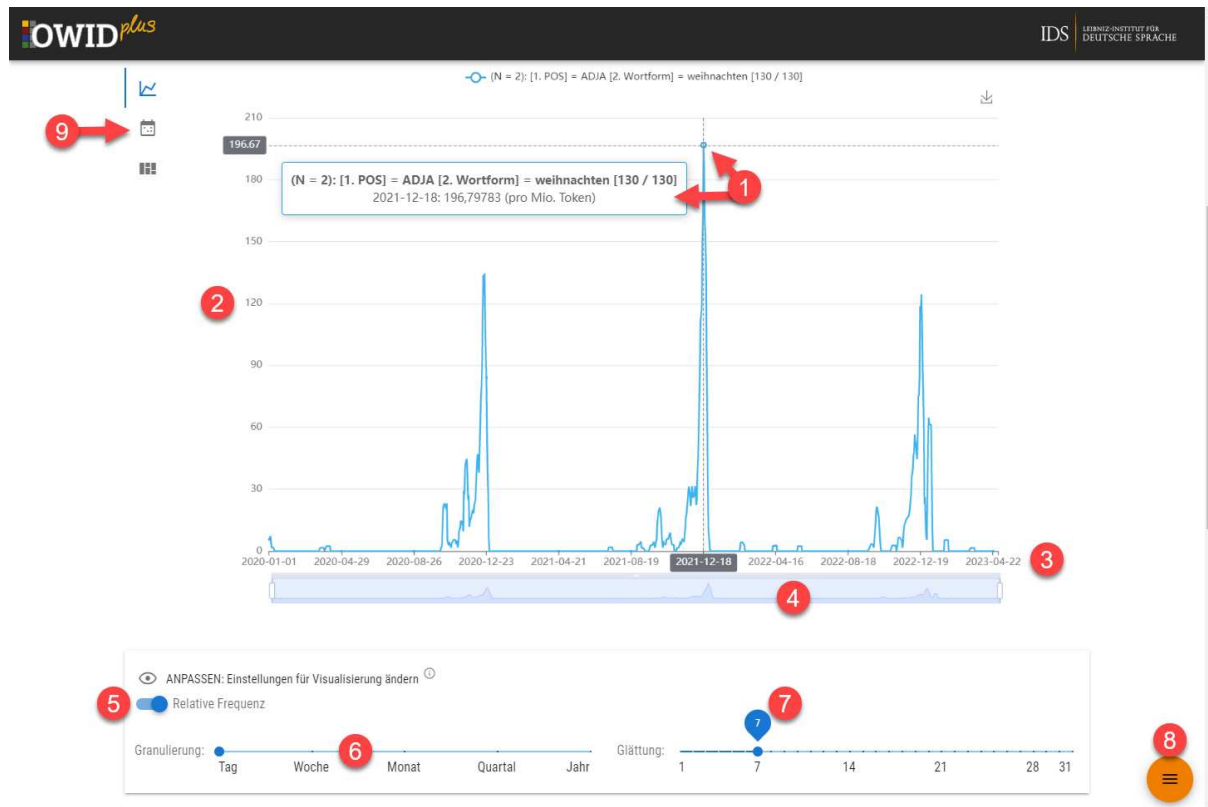 OWIDplus
IDS LEIBNIZ-INSTITUT FÜR
DEUTSCHE SPRACHE
(N = 2): [1. POS] = ADJA [2. Wortform] = weihnachten [130 / 130]
9
210
196.67
180
150
120
90
60
30
0
(N = 2): [1. POS] = ADJA [2. Wortform] = weihnachten [130 / 130]
2021-12-18: 196,79783 (pro Mio. Token)
1
2
2020-01-01 2020-04-29 2020-08-26 2020-12-23 2021-04-21 2021-08-19 2021-12-18 2022-04-16 2022-08-18 2022-12-19 2023-04-22
3
4
ANPASSEN: Einstellungen für Visualisierung ändern
5 Relative Frequenz
Granulierung: 6
Tag Woche Monat Quartal Jahr
Glättung: 7 7
1 7 14 21 28 31
8